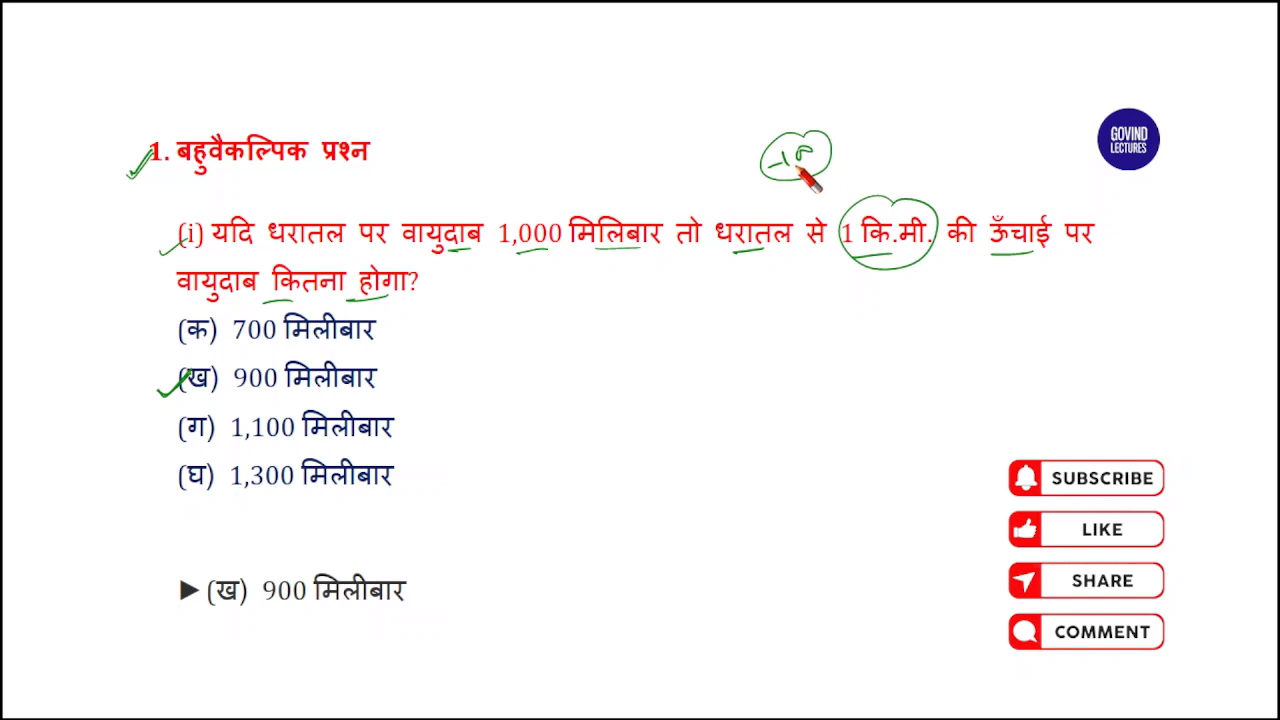 1. बहुवैकल्पिक प्रश्न
GOVIND
LECTURES
(i) यदि धरातल पर वायुदाब 1,000 मिलिबार तो धरातल से 1 कि.मी. की ऊँचाई पर
वायुदाब कितना होगा?
(क) 700 मिलीबार
(ख) 900 मिलीबार
(ग) 1,100 मिलीबार
(घ) 1,300 मिलीबार
►(ख) 900 मिलीबार
SUBSCRIBE
LIKE
SHARE
COMMENT